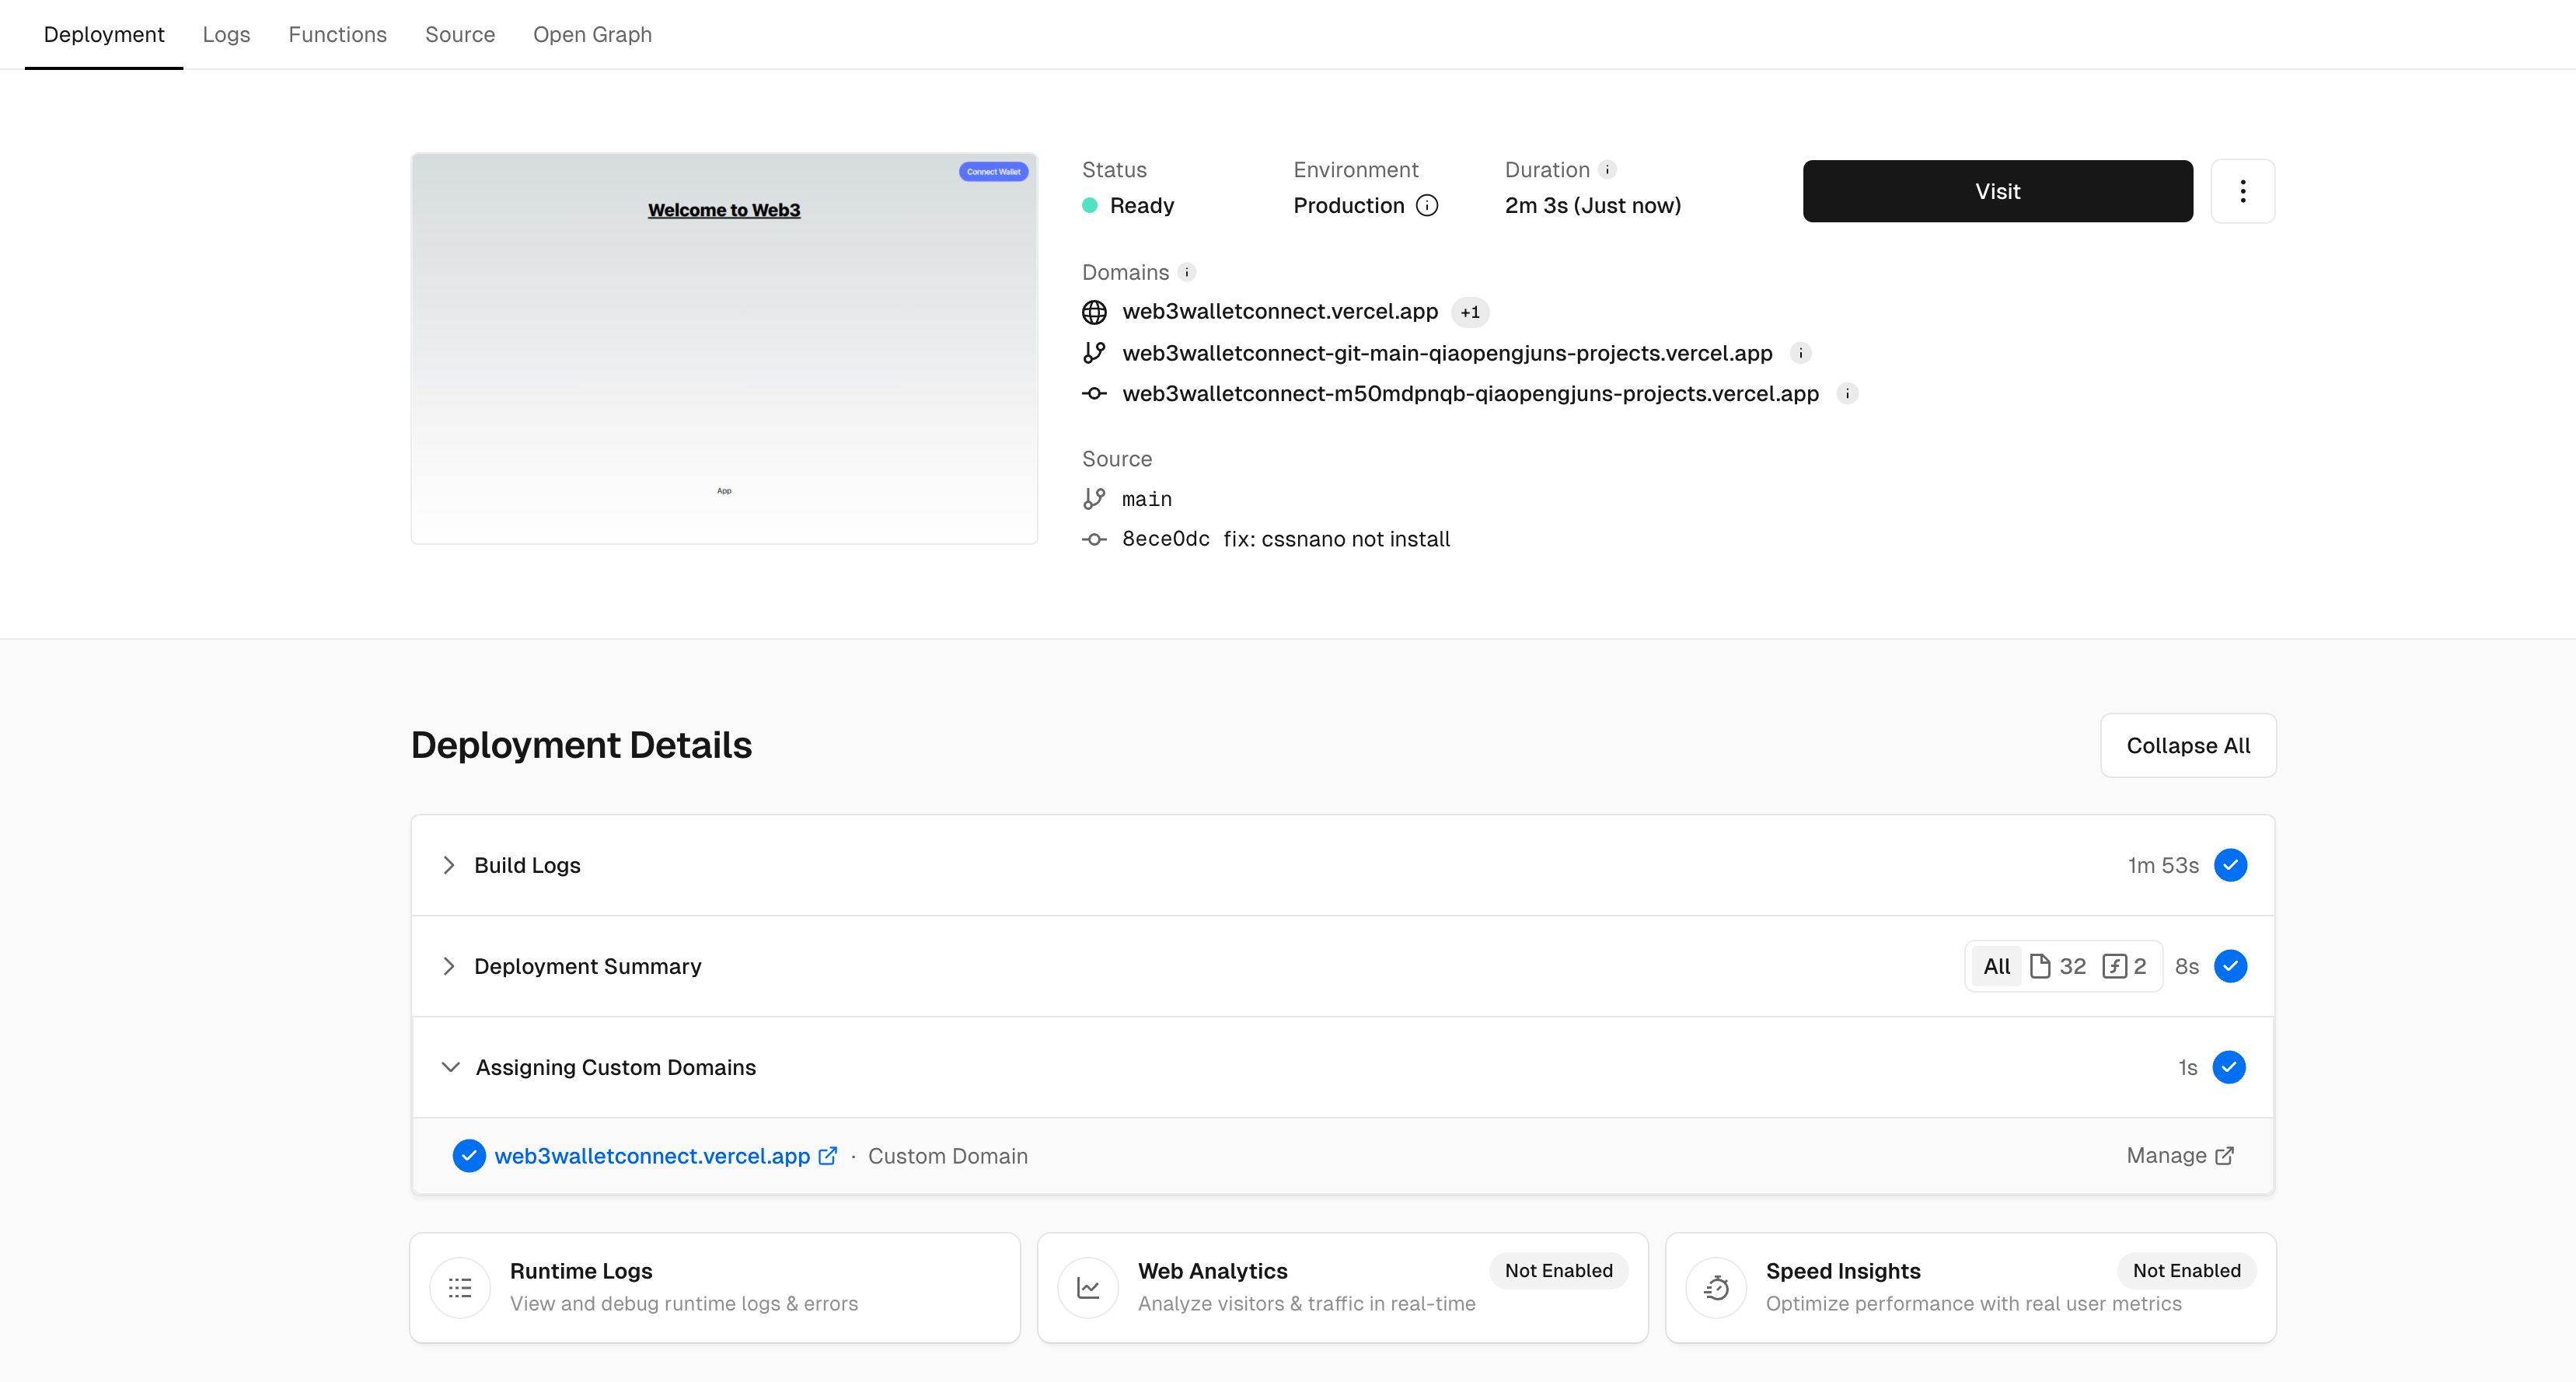 Deployment Logs Functions Source Open Graph
Connect Wallet
Welcome to Web3
App
Status Environment Duration
Ready Production 2m 3s (Just now)
Visit
Domains
web3walletconnect.vercel.app +1
web3walletconnect-git-main-qiaopengjuns-projects.vercel.app
web3walletconnect-m50mdpnqb-qiaopengjuns-projects.vercel.app
Source
main
8ece0dc fix: cssnano not install
Deployment Details
Collapse All
Build Logs 1m 53s
Deployment Summary All 32 2 8s
Assigning Custom Domains 1s
web3walletconnect.vercel.app · Custom Domain Manage
Runtime Logs
View and debug runtime logs & errors
Web Analytics Not Enabled
Analyze visitors & traffic in real-time
Speed Insights Not Enabled
Optimize performance with real user metrics